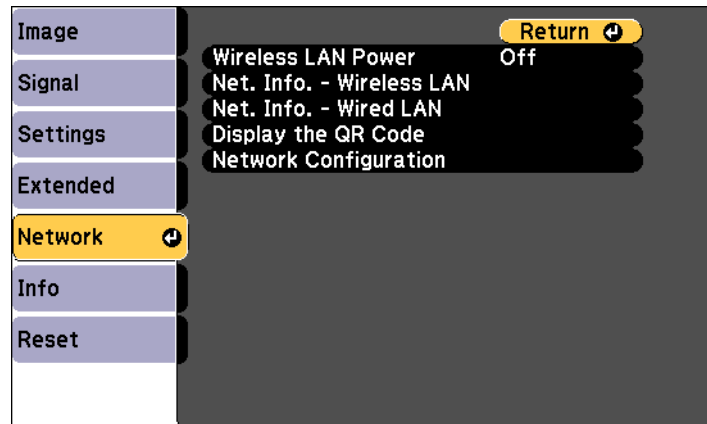 Image
Signal
Settings
Extended
Network
Info
Reset
Return
Wireless LAN Power Off
Net. Info. - Wireless LAN
Net. Info. - Wired LAN
Display the QR Code
Network Configuration